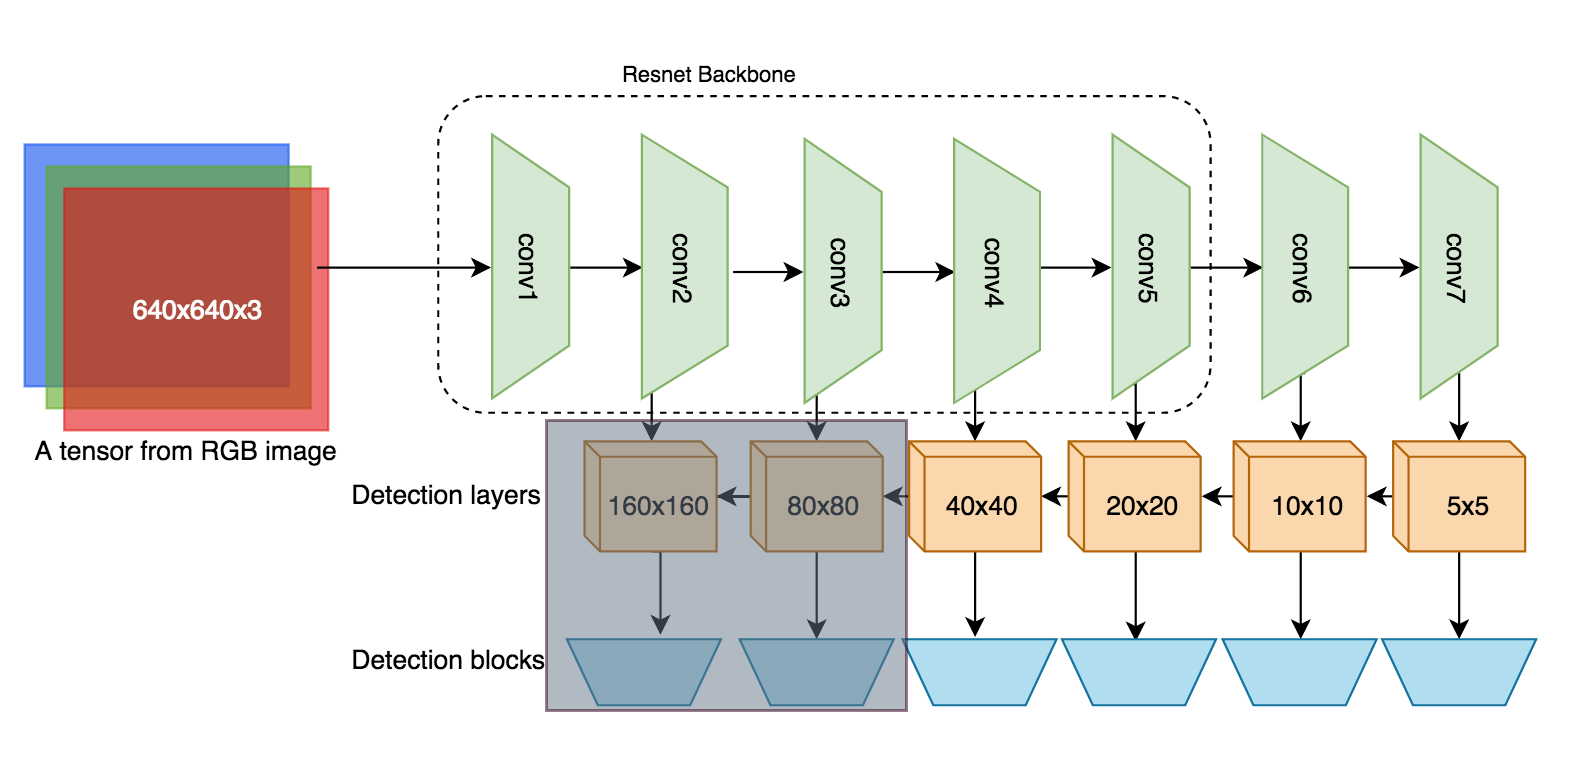 Resnet Backbone
conv1
conv2
conv3
conv4
conv5
conv6
conv7
640x640x3
A tensor from RGB image
Detection layers
160x160
80x80
40x40
20x20
10x10
5x5
Detection blocks